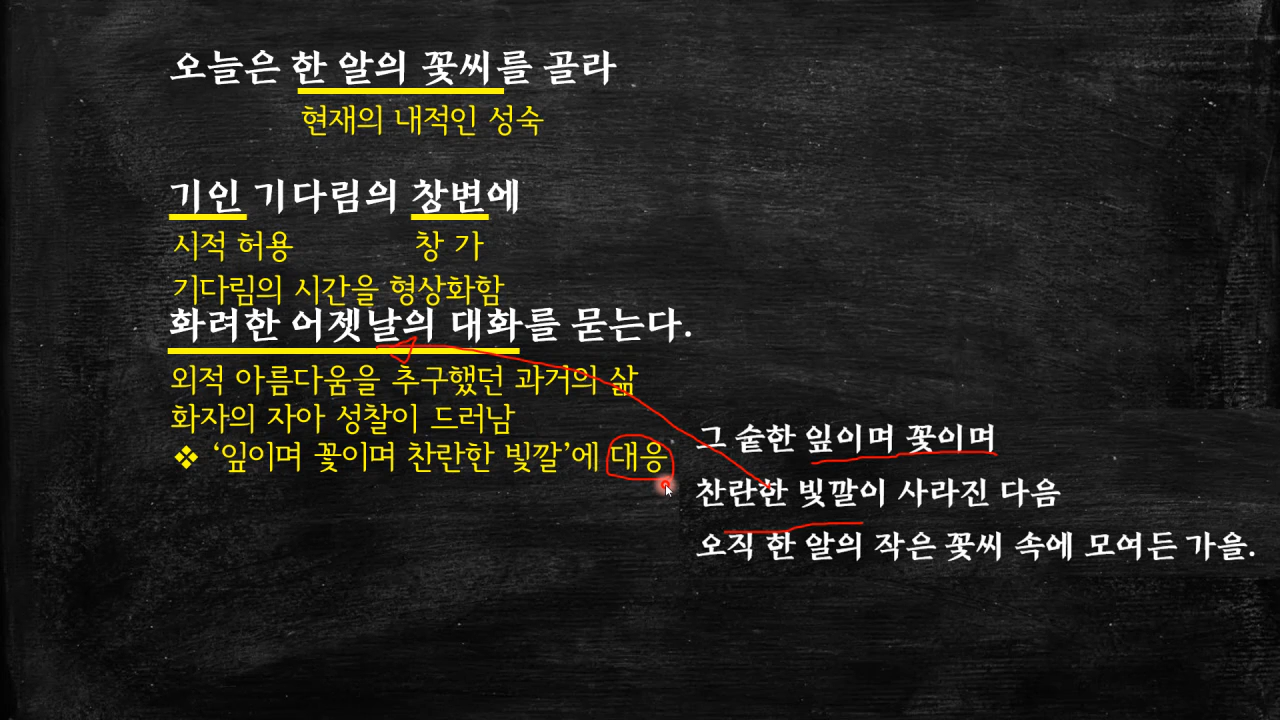 오늘은 한 알의 꽃씨를 골라
현재의 내적인 성숙
기인 기다림의 창변에
시적 허용 창 가
기다림의 시간을 형상화함
화려한 어젯날의 대화를 묻는다.
외적 아름다움을 추구했던 과거의 삶
화자의 자아 성찰이 드러남
❖ ‘잎이며 꽃이며 찬란한 빛깔’에 대응
그 숱한 잎이며 꽃이며
찬란한 빛깔이 사라진 다음
오직 한 알의 작은 꽃씨 속에 모여든 가을.